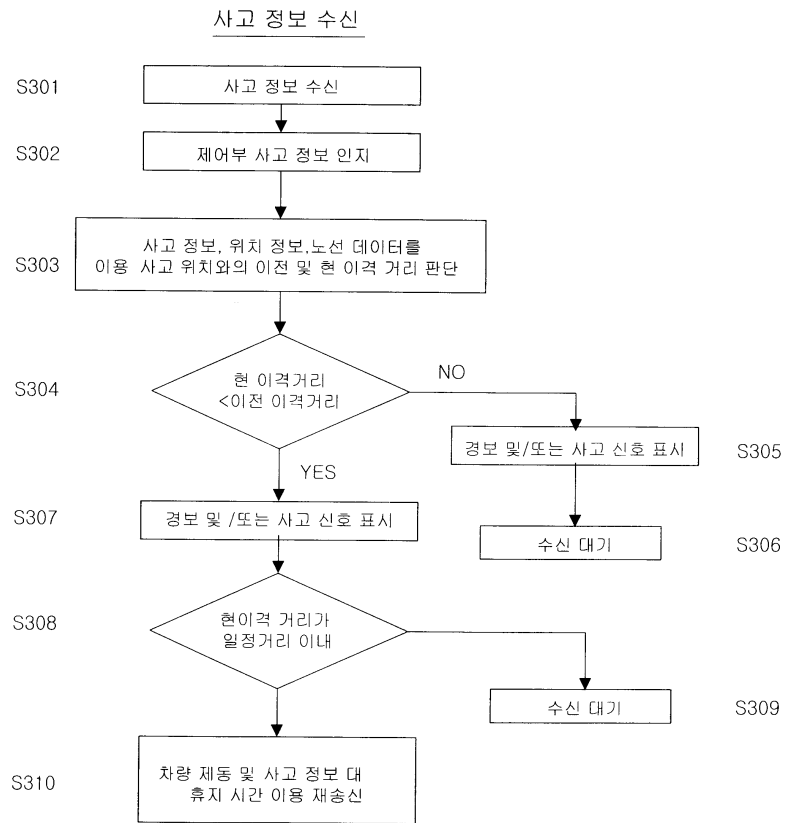 사고 정보 수신
S301
사고 정보 수신
S302
제어부 사고 정보 인지
S303
사고 정보, 위치 정보,노선 데이터를
이용 사고 위치와의 이전 및 현 이격 거리 판단
S304
현 이격거리
<이전 이격거리
NO
YES
경보 및/또는 사고 신호 표시
S305
수신 대기
S306
S307
경보 및 /또는 사고 신호 표시
S308
현이격 거리가
일정거리 이내
수신 대기
S309
S310
차량 제동 및 사고 정보 대
휴지 시간 이용 재송신